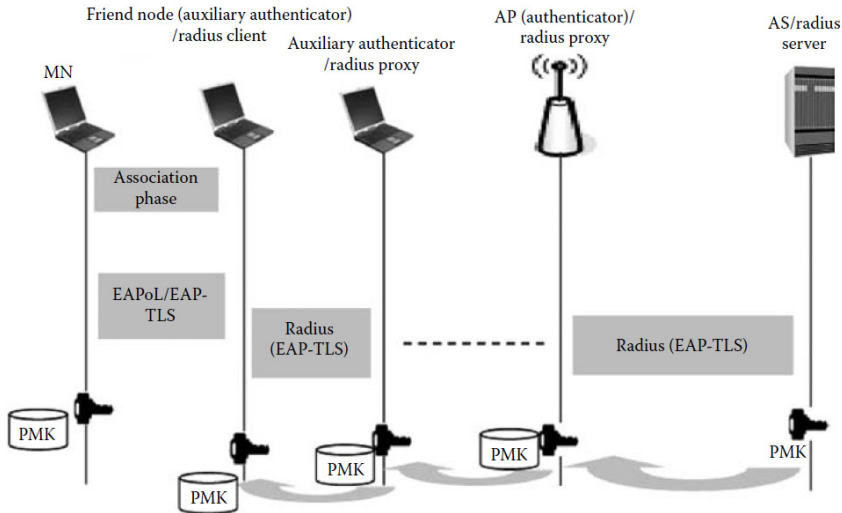 Friend node (auxiliary authenticator)
/radius client
Auxiliary authenticator
/radius proxy
AP (authenticator)/
radius proxy
AS/radius
server
MN
Association
phase
EAPoL/EAP-
TLS
Radius
(EAP-TLS)
Radius (EAP-TLS)
PMK
PMK
PMK
PMK
PMK